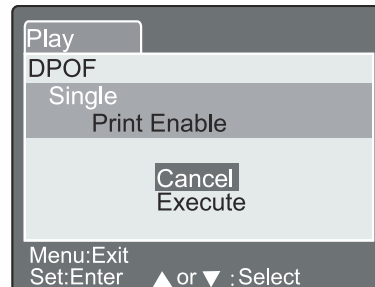 Play
DPOF
Single
Print Enable
Cancel
Execute
Menu:Exit
Set:Enter ▲ or ▼ :Select